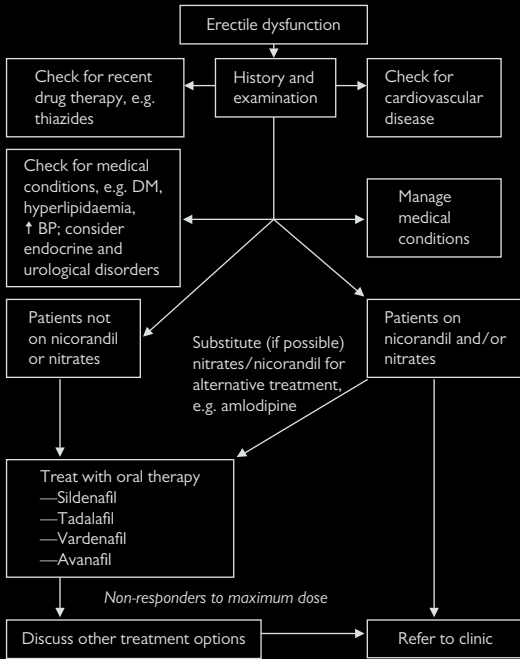 Erectile dysfunction
Check for recent
drug therapy, e.g.
thiazides
History and
examination
Check for
cardiovascular
disease
Check for medical
conditions, e.g. DM,
hyperlipidaemia,
↑ BP; consider
endocrine and
urological disorders
Manage
medical
conditions
Patients not
on nicorandil
or nitrates
Substitute (if possible)
nitrates/nicorandil for
alternative treatment,
e.g. amlodipine
Patients on
nicorandil and/or
nitrates
Treat with oral therapy
—Sildenafil
—Tadalafil
—Vardenafil
—Avanafil
Non-responders to maximum dose
Discuss other treatment options
Refer to clinic